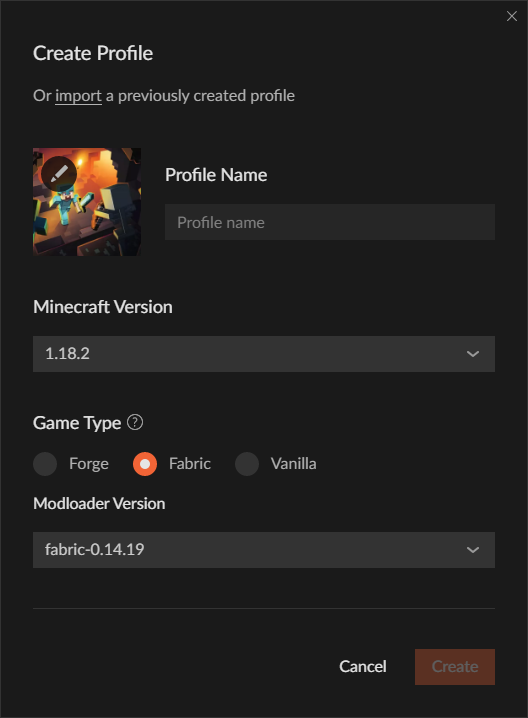 Create Profile
Or import a previously created profile
Profile Name
Profile name
Minecraft Version
1.18.2
Game Type ?
Forge Fabric Vanilla
Modloader Version
fabric-0.14.19
Cancel Create